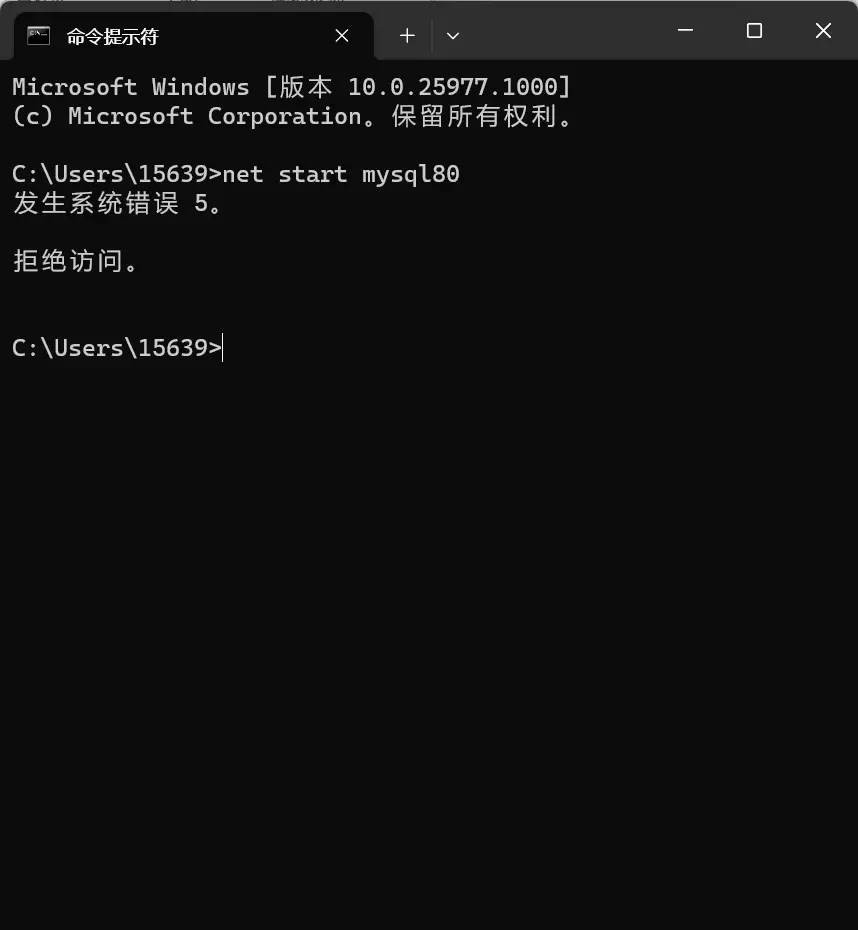 命令提示符
Microsoft Windows [版本 10.0.25977.1000]
(c) Microsoft Corporation。保留所有权利。
C:\Users\15639>net start mysql80
发生系统错误 5。
拒绝访问。
C:\Users\15639>